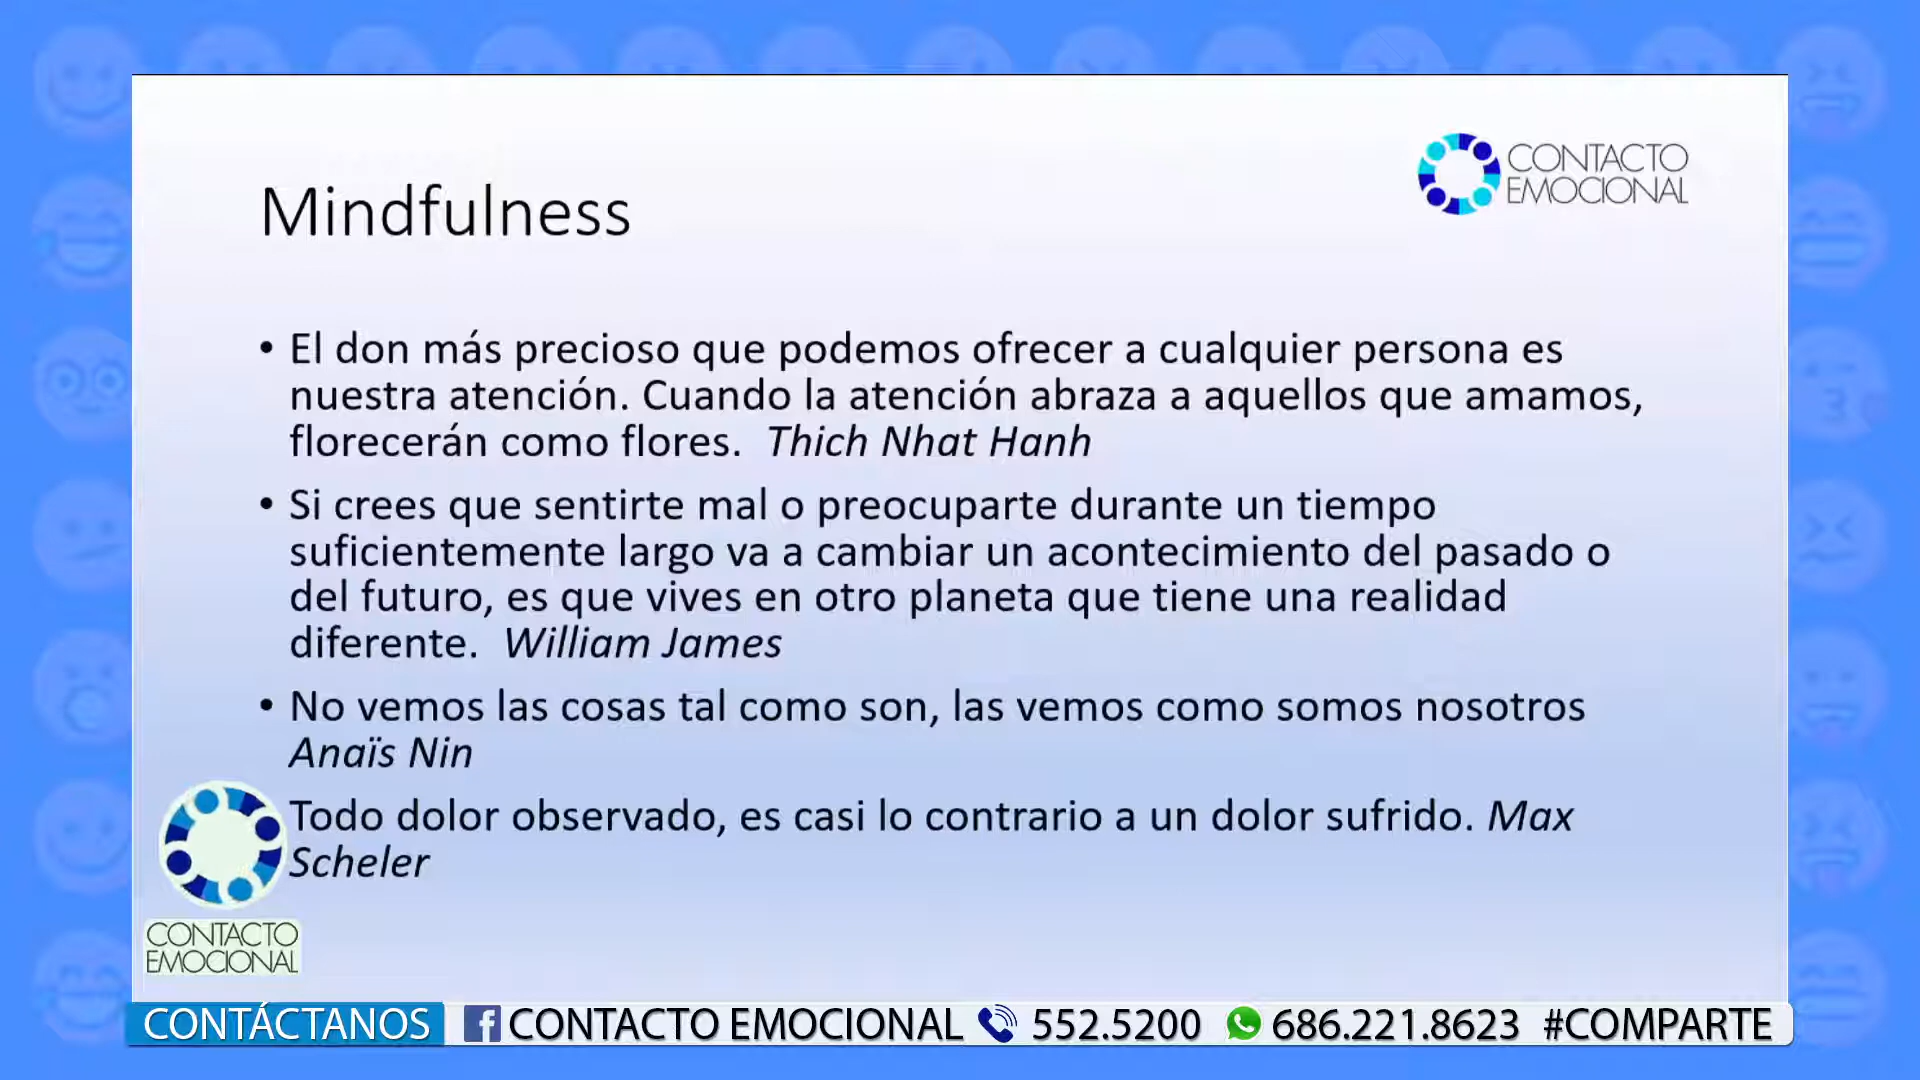 CONTACTO
EMOCIONAL
Mindfulness
• El don más precioso que podemos ofrecer a cualquier persona es
nuestra atención. Cuando la atención abraza a aquellos que amamos,
florecerán como flores. Thich Nhat Hanh
• Si crees que sentirte mal o preocuparte durante un tiempo
suficientemente largo va a cambiar un acontecimiento del pasado o
del futuro, es que vives en otro planeta que tiene una realidad
diferente. William James
• No vemos las cosas tal como son, las vemos como somos nosotros
Anaïs Nin
Todo dolor observado, es casi lo contrario a un dolor sufrido. Max
Scheler
CONTACTO
EMOCIONAL
CONTÁCTANOS CONTACTO EMOCIONAL 552.5200 686.221.8623 #COMPARTE